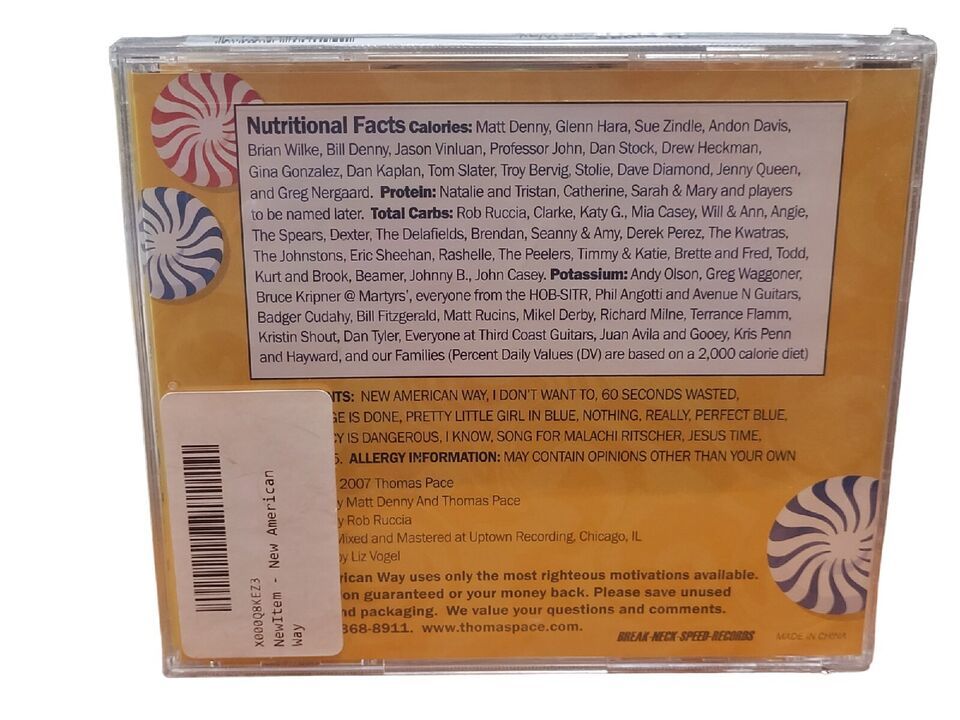 Nutritional Facts Calories: Matt Denny, Glenn Hara, Sue Zindle, Andon Davis,
Brian Wilke, Bill Denny, Jason Vinluan, Professor John, Dan Stock, Drew Heckman,
Gina Gonzalez, Dan Kaplan, Tom Slater, Troy Bervig, Stolie, Dave Diamond, Jenny Queen,
and Greg Nergaard. Protein: Natalie and Tristan, Catherine, Sarah & Mary and players
to be named later. Total Carbs: Rob Ruccia, Clarke, Katy G., Mia Casey, Will & Ann, Angie,
The Spears, Dexter, The Delafields, Brendan, Seanny & Amy, Derek Perez, The Kwatras,
The Johnstons, Eric Sheehan, Rashelle, The Peelers, Timmy & Katie, Brette and Fred, Todd,
Kurt and Brook, Beamer, Johnny B., John Casey. Potassium: Andy Olson, Greg Waggoner,
Bruce Kripner @ Martyrs', everyone from the HOB-SITR, Phil Angotti and Avenue N Guitars,
Badger Cudahy, Bill Fitzgerald, Matt Rucins, Mikel Derby, Richard Milne, Terrance Flamm,
Kristin Shout, Dan Tyler, Everyone at Third Coast Guitars, Juan Avila and Gooey, Kris Penn
and Hayward, and our Families (Percent Daily Values (DV) are based on a 2,000 calorie diet)
NTS: NEW AMERICAN WAY, I DON'T WANT TO, 60 SECONDS WASTED,
GE IS DONE, PRETTY LITTLE GIRL IN BLUE, NOTHING, REALLY, PERFECT BLUE,
CY IS DANGEROUS, I KNOW, SONG FOR MALACHI RITSCHER, JESUS TIME,
5. ALLERGY INFORMATION: MAY CONTAIN OPINIONS OTHER THAN YOUR OWN
2007 Thomas Pace
y Matt Denny And Thomas Pace
y Rob Ruccia
Mixed and Mastered at Uptown Recording, Chicago, IL
by Liz Vogel
rican Way uses only the most righteous motivations available.
on guaranteed or your money back. Please save unused
nd packaging. We value your questions and comments.
368-8911. www.thomaspace.com.
BREAK-NECK-SPEED-RECORDS
MADE IN CHINA
X000Q8KEZ3
NewItem - New American
Way